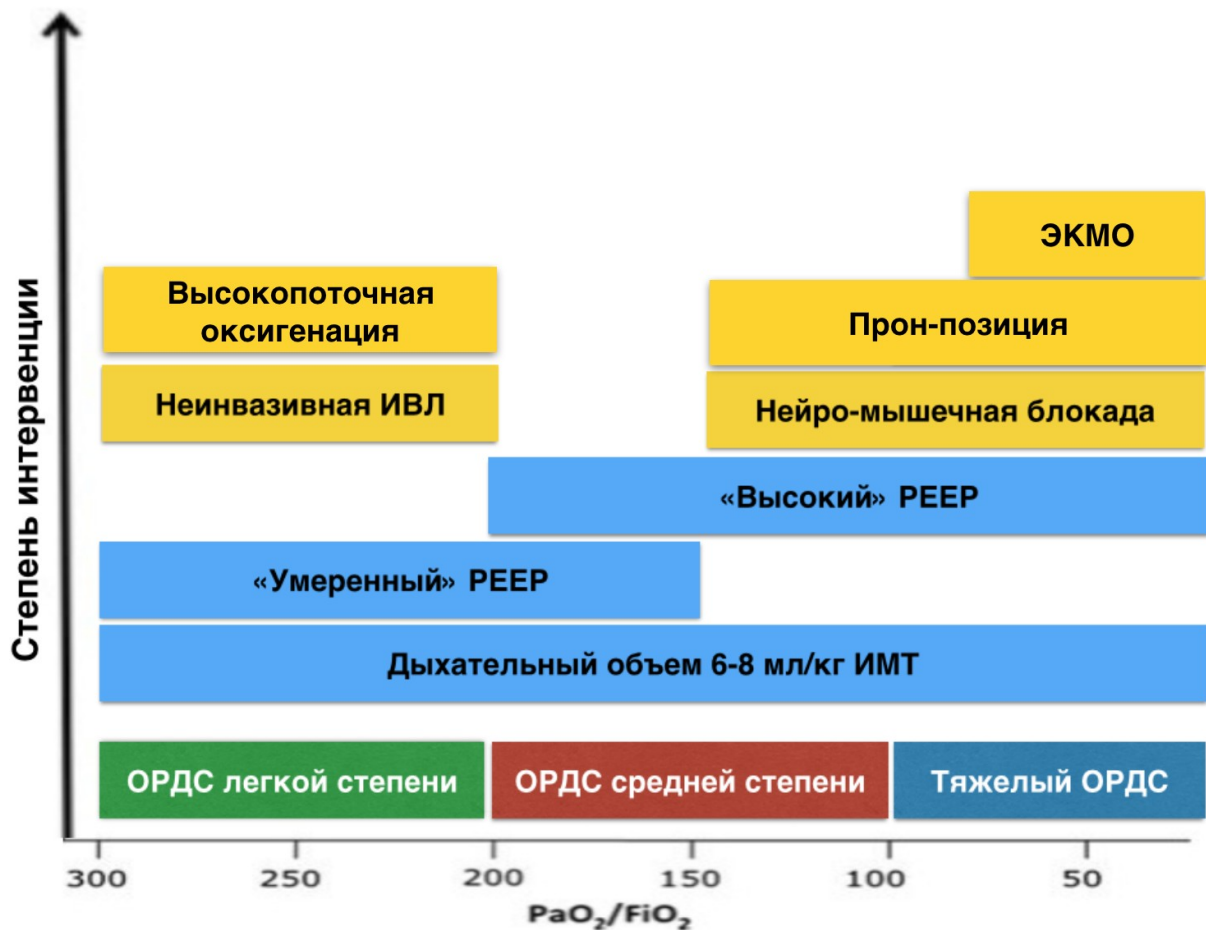 Степень интервенции
ЭКМО
Высокопоточная
оксигенация
Прон-позиция
Неинвазивная ИВЛ
Нейро-мышечная блокада
«Высокий» PEEP
«Умеренный» PEEP
Дыхательный объем 6-8 мл/кг ИМТ
ОРДС легкой степени
ОРДС средней степени
Тяжелый ОРДС
300 250 200 150 100 50
PaO₂/FiO₂